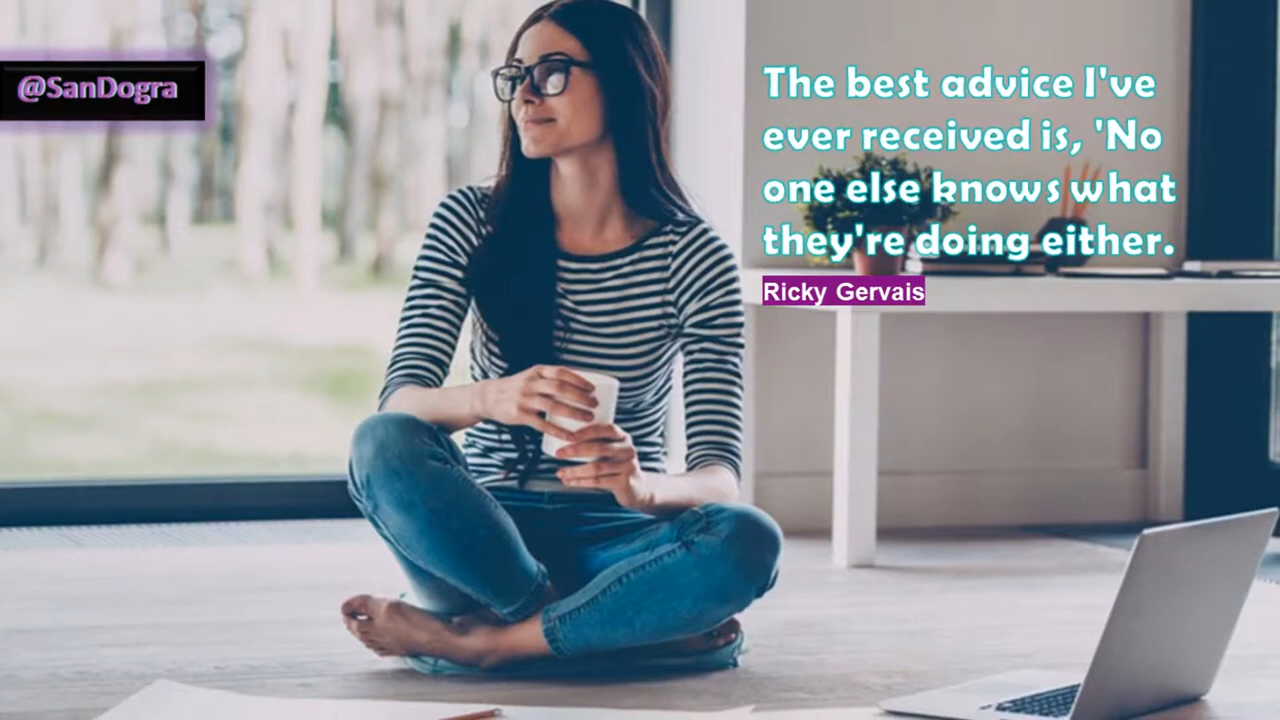 @SanDogra
The best advice I've
ever received is, 'No
one else knows what
they're doing either.
Ricky Gervais